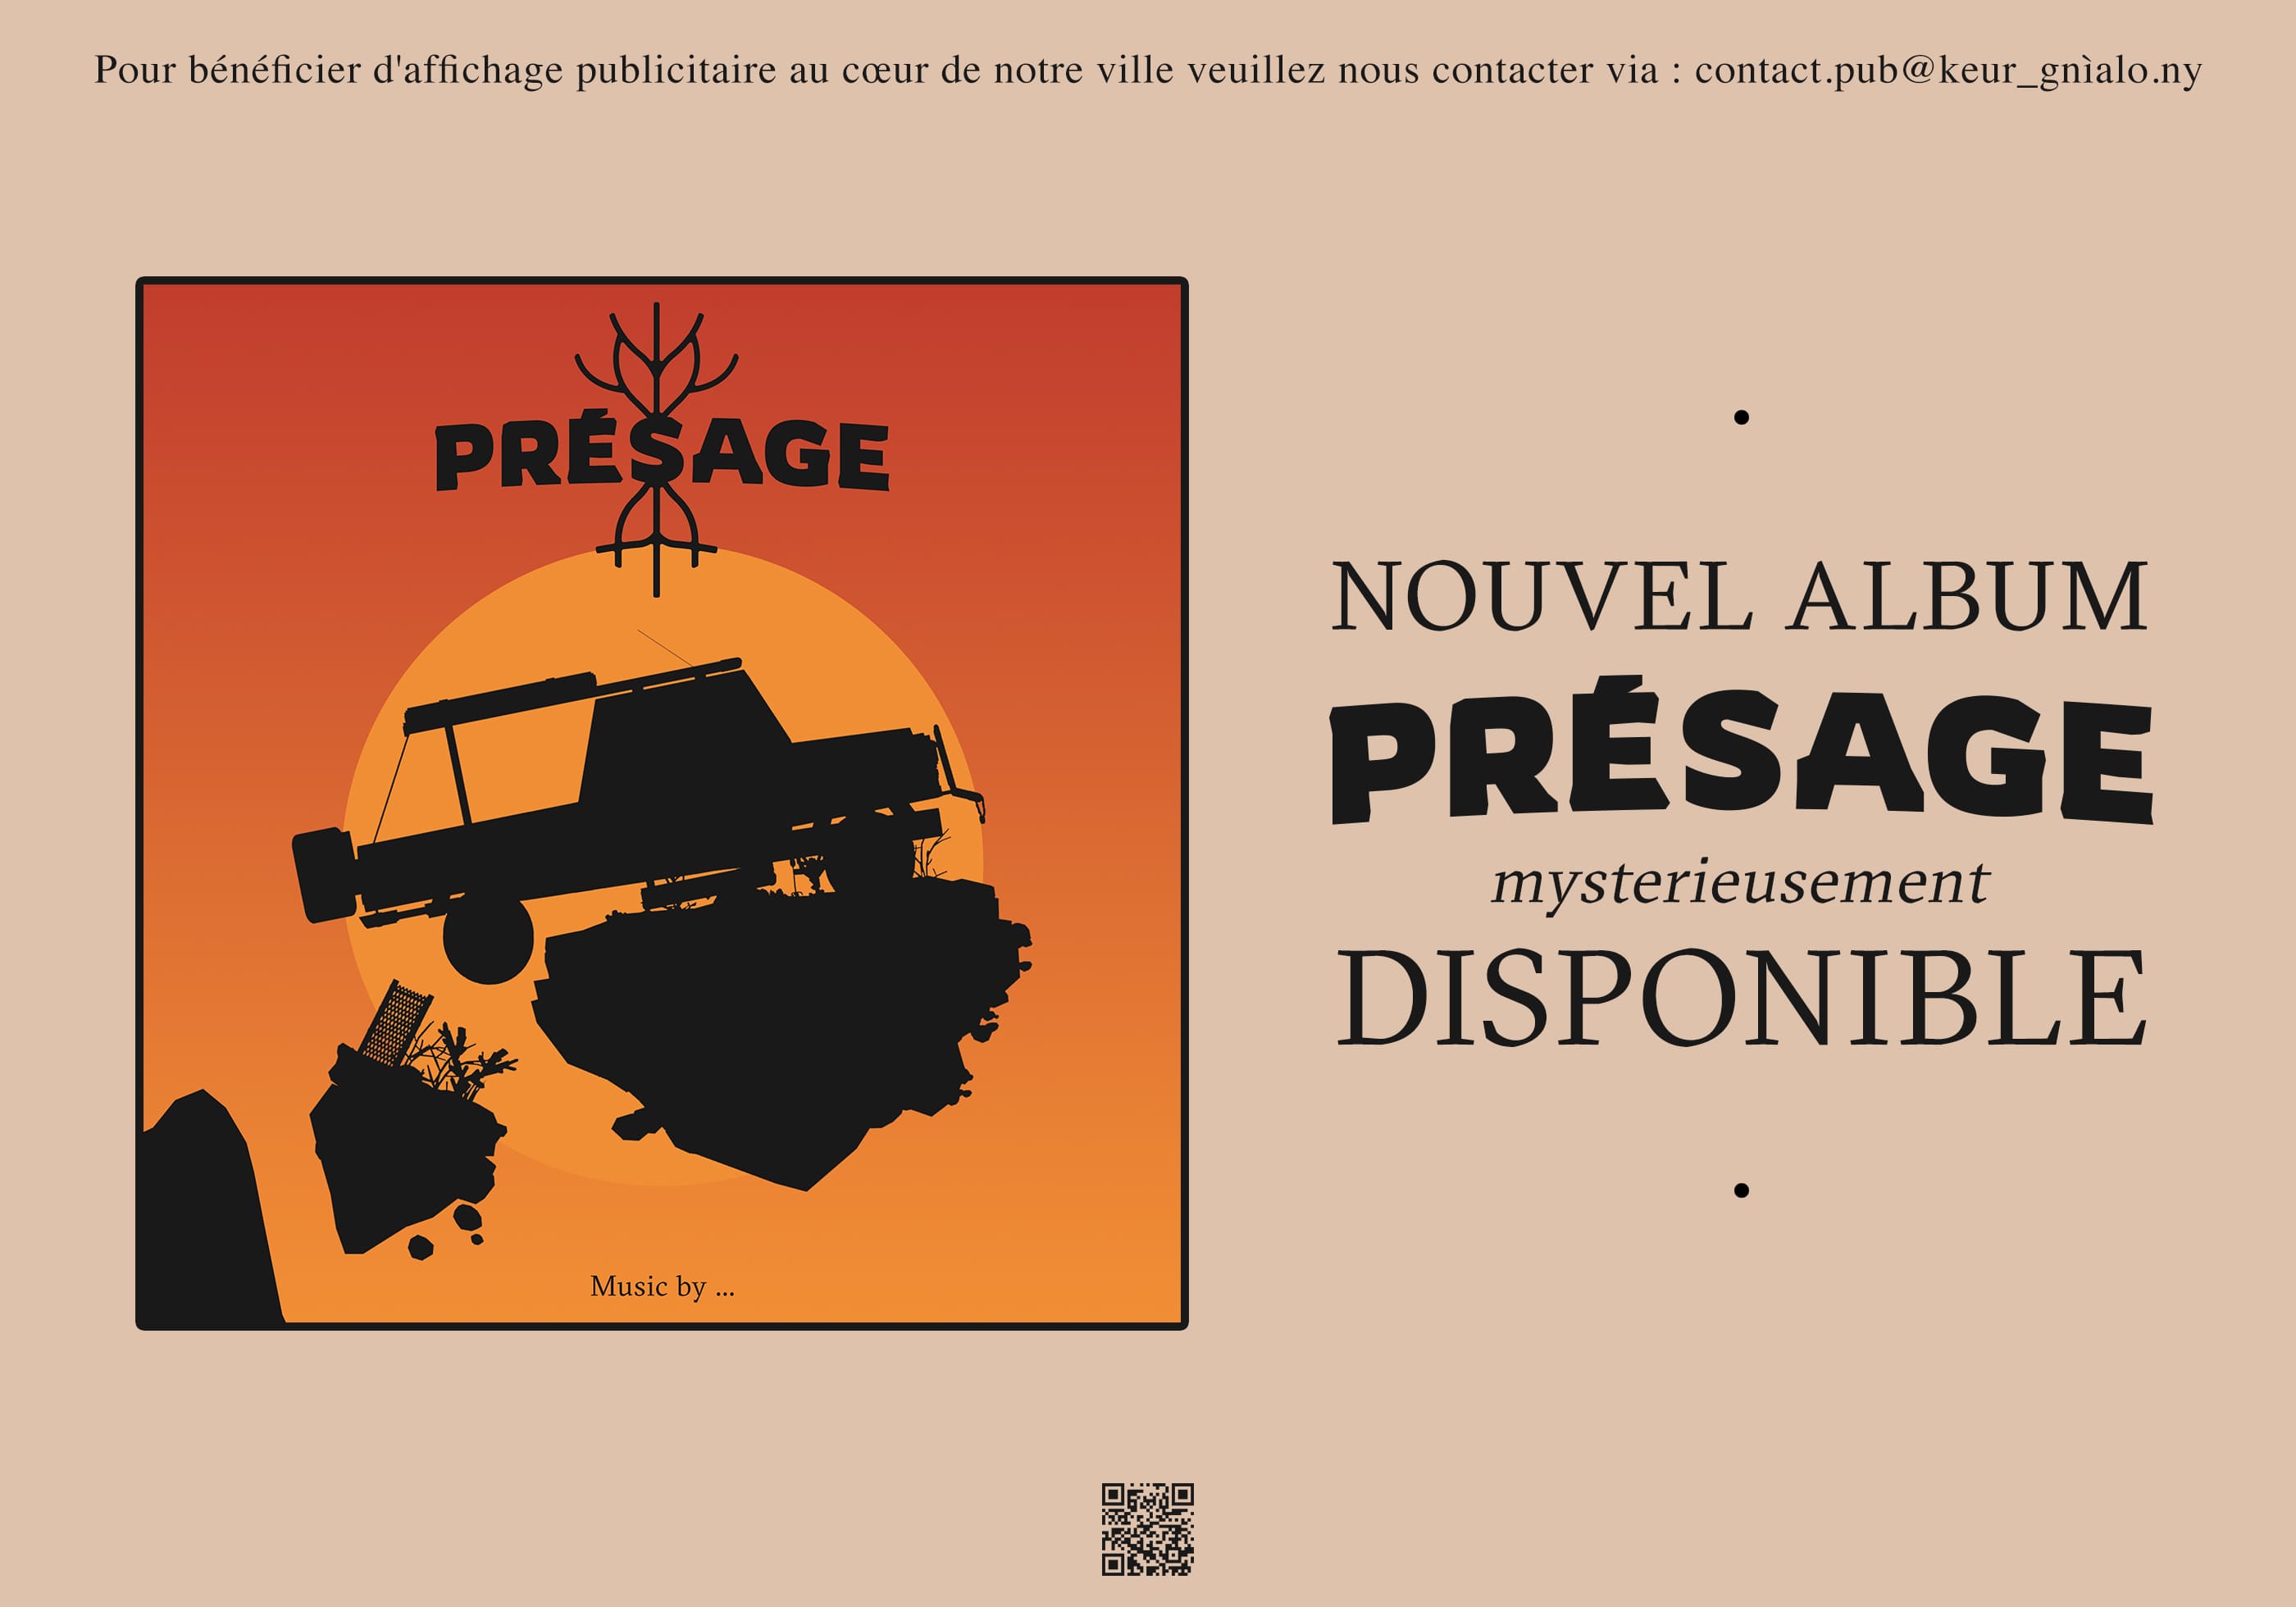 Pour bénéficier d'affichage publicitaire au cœur de notre ville veuillez nous contacter via : contact.pub@keur_gnìalo.ny
PRÉSAGE
Music by ...
NOUVEL ALBUM
PRÉSAGE
mysterieusement
DISPONIBLE